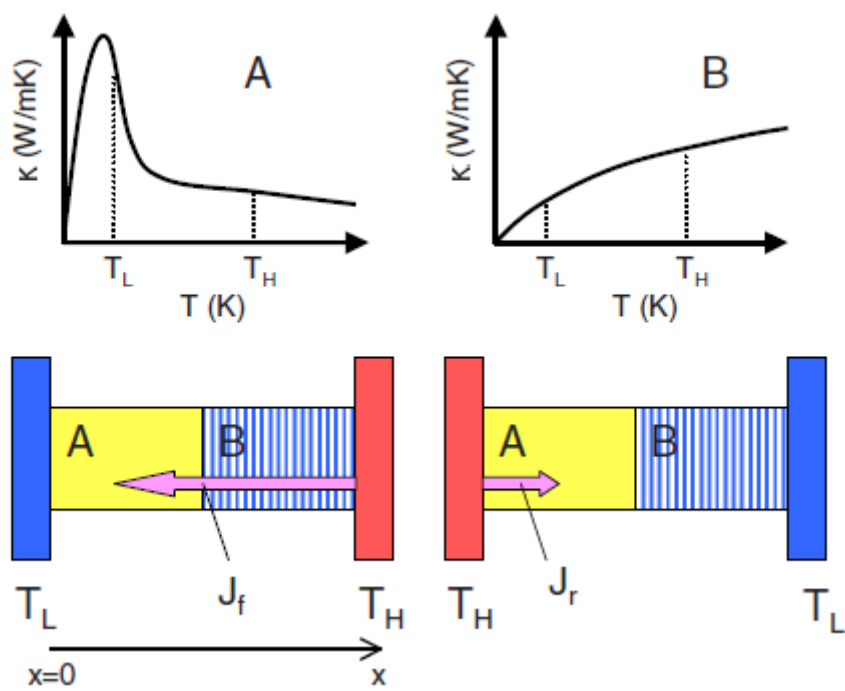 A
κ (W/mK)
T_L T_H
T (K)
B
κ (W/mK)
T_L T_H
T (K)
A B
J_f
T_L T_H
x=0 x
A B
J_r
T_H T_L